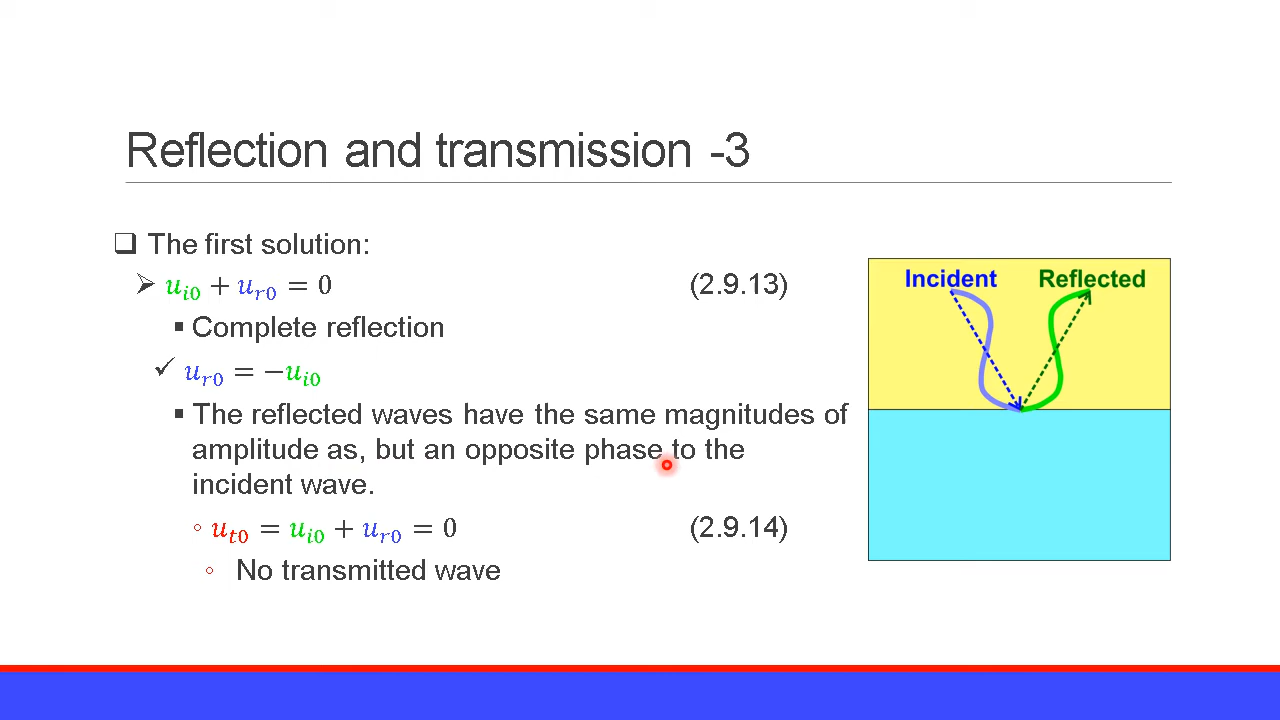 Reflection and transmission -3
❑ The first solution:
➢ u_{i0} + u_{r0} = 0 (2.9.13)
▪ Complete reflection
✓ u_{r0} = −u_{i0}
▪ The reflected waves have the same magnitudes of
amplitude as, but an opposite phase to the
incident wave.
◦ u_{t0} = u_{i0} + u_{r0} = 0 (2.9.14)
◦ No transmitted wave
Incident Reflected